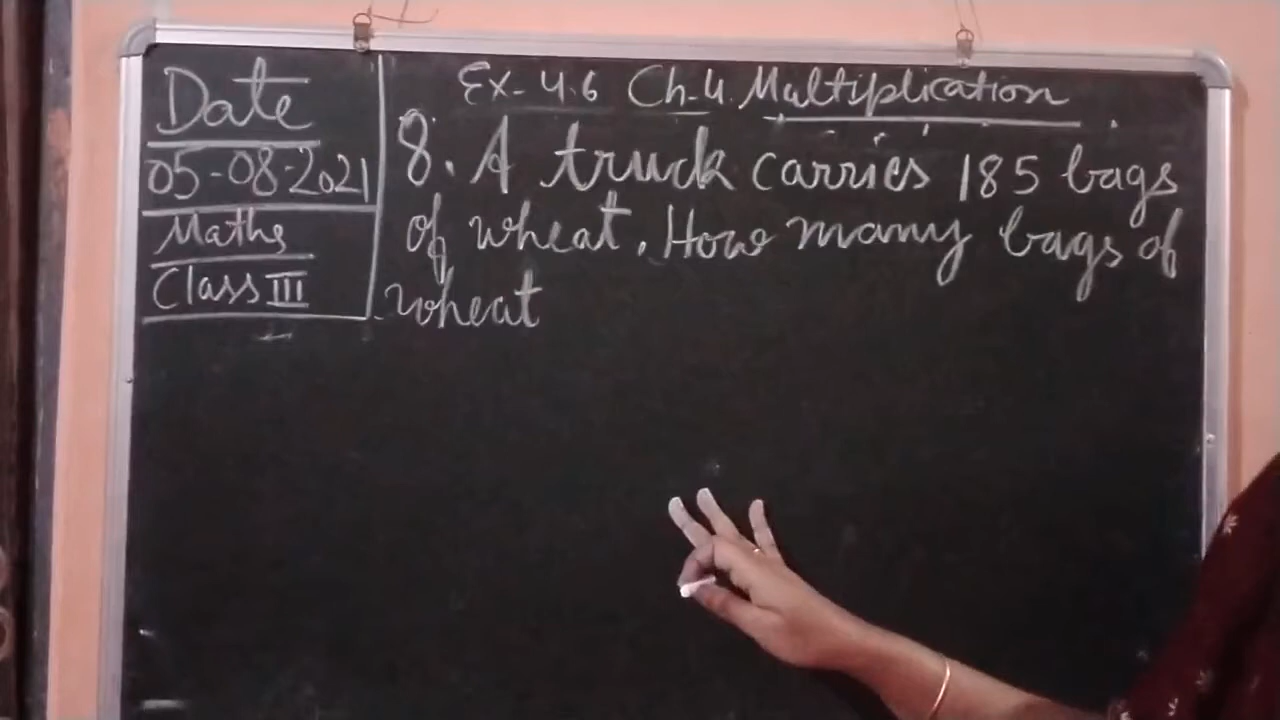 Date
05-08-2021
Maths
Class III
Ex-4.6 Ch-4. Multiplication
8. A truck carries 185 bags
of wheat. How many bags of
wheat